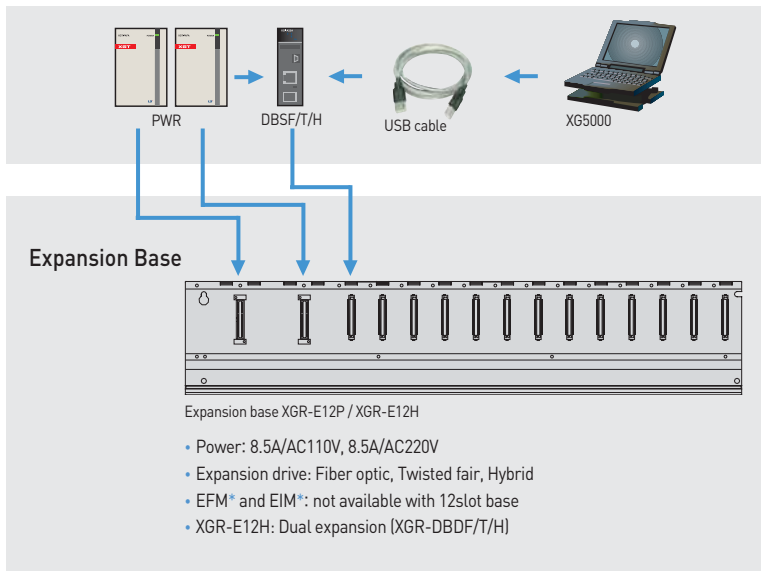 PWR
DBSF/T/H
USB cable
XG5000
Expansion Base
Expansion base XGR-E12P / XGR-E12H
• Power: 8.5A/AC110V, 8.5A/AC220V
• Expansion drive: Fiber optic, Twisted fair, Hybrid
• EFM* and EIM*: not available with 12slot base
• XGR-E12H: Dual expansion (XGR-DBDF/T/H)